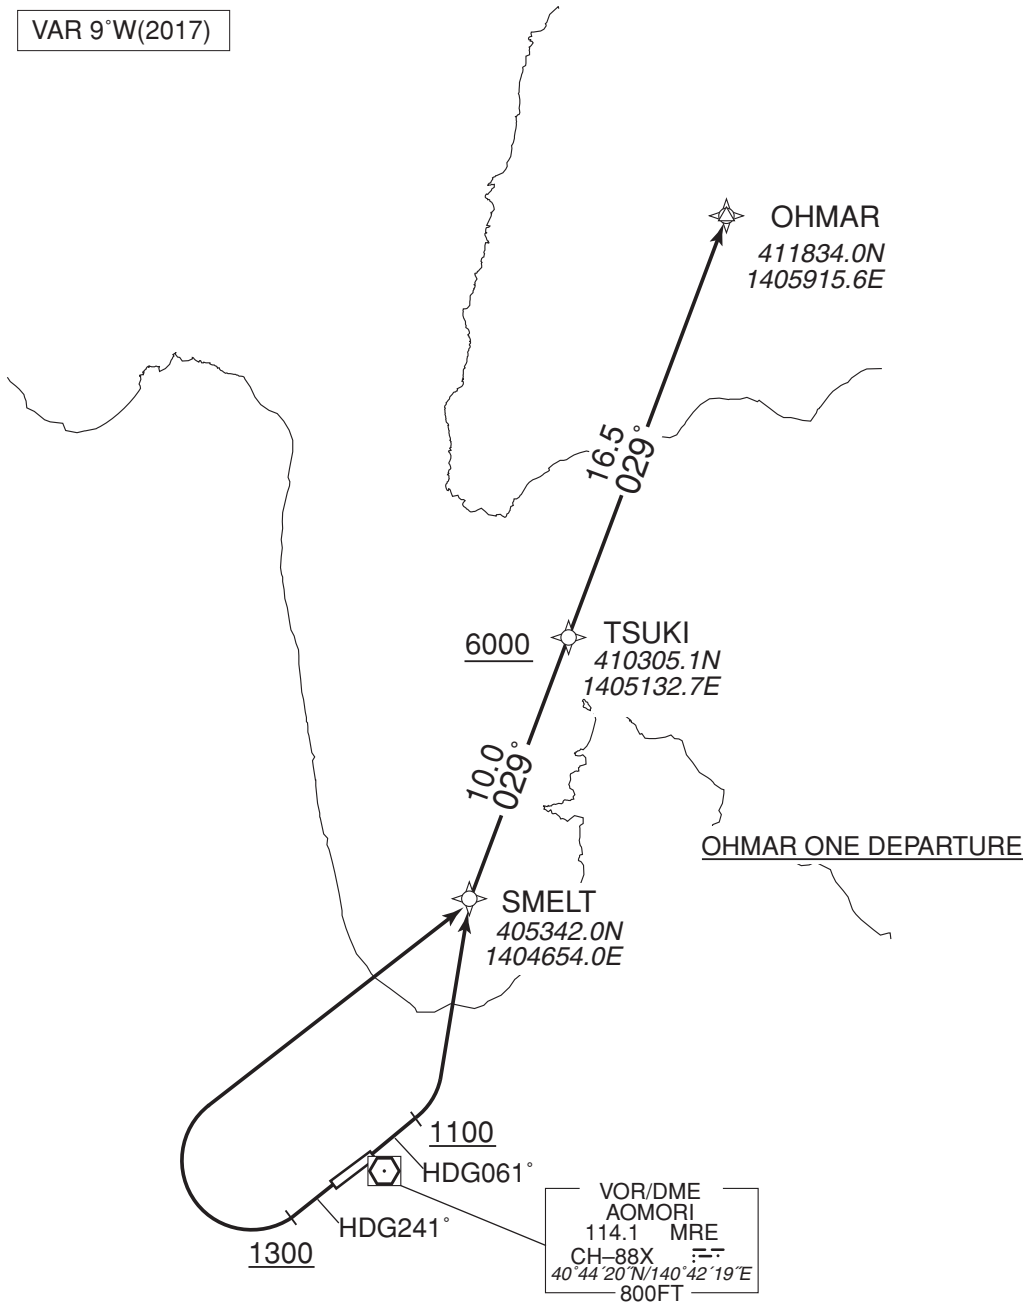 VAR 9°W(2017)
OHMAR
411834.0N
1405915.6E
16.5
029°
6000
TSUKI
410305.1N
1405132.7E
10.0
029°
OHMAR ONE DEPARTURE
SMELT
405342.0N
1404654.0E
1100
HDG061°
HDG241°
1300
VOR/DME
AOMORI
114.1 MRE
CH–88X
40°44´20˝N/140°42´19˝E
800FT